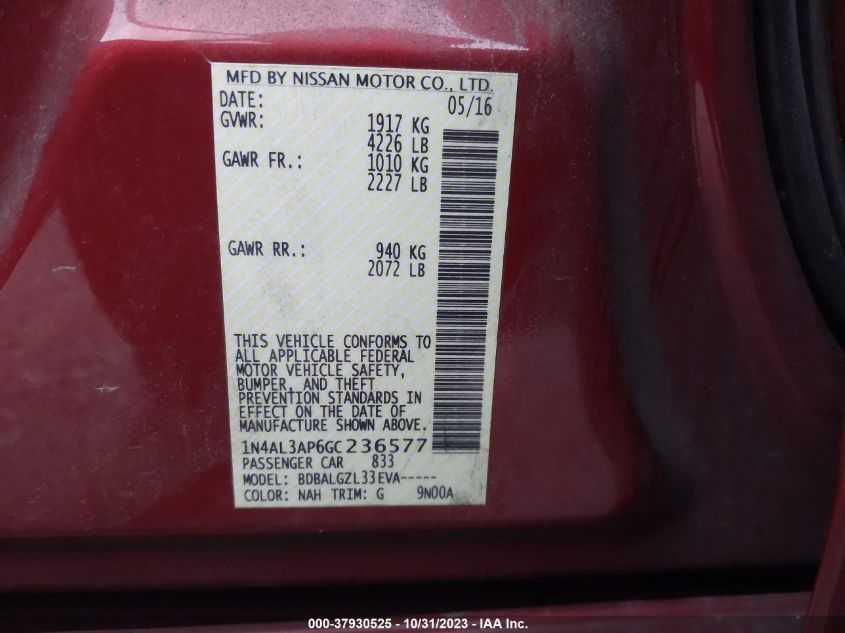 MFD BY NISSAN MOTOR CO., LTD.
DATE: 05/16
GVWR: 1917 KG
4226 LB
GAWR FR.: 1010 KG
2227 LB
GAWR RR.: 940 KG
2072 LB
THIS VEHICLE CONFORMS TO
ALL APPLICABLE FEDERAL
MOTOR VEHICLE SAFETY,
BUMPER, AND THEFT
PREVENTION STANDARDS IN
EFFECT ON THE DATE OF
MANUFACTURE SHOWN ABOVE.
1N4AL3AP6GC236577
PASSENGER CAR 833
MODEL: BDBALGZL33EVA-----
COLOR: NAH TRIM: G 9N00A
000-37930525 - 10/31/2023 - IAA Inc.